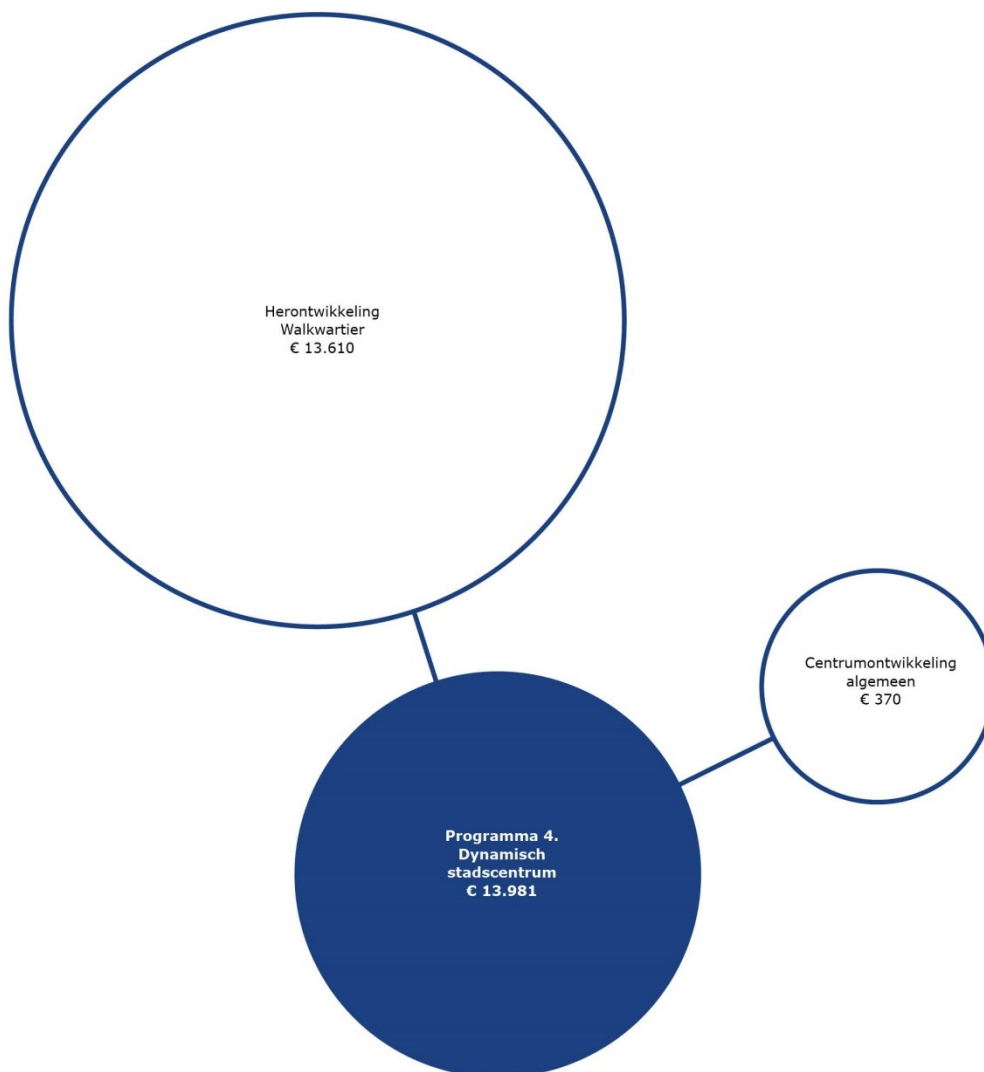 Herontwikkeling
Walkwartier
€ 13.610
Centrumontwikkeling
algemeen
€ 370
Programma 4.
Dynamisch
stadscentrum
€ 13.981